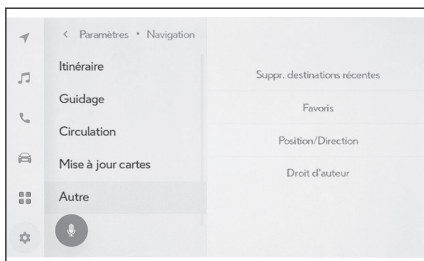 < Paramètres • Navigation
Itinéraire
Guidage
Circulation
Mise à jour cartes
Autre
Suppr. destinations récentes
Favoris
Position/Direction
Droit d'auteur